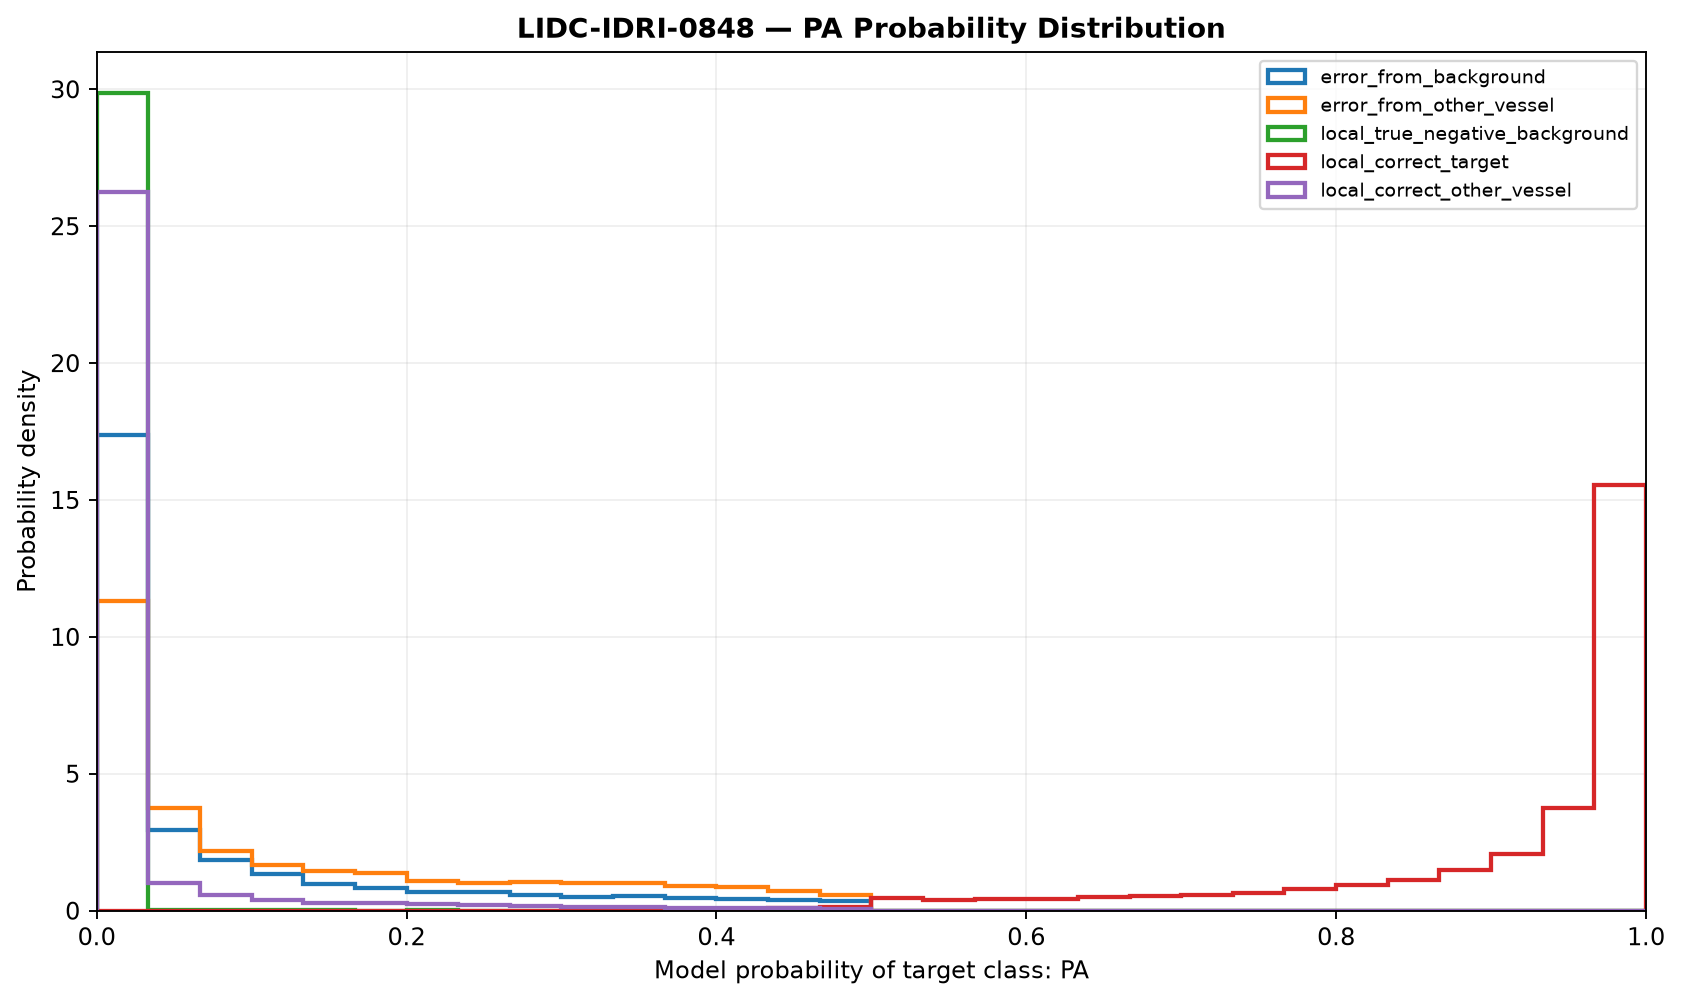 LIDC-IDRI-0848 — PA Probability Distribution
error_from_background
error_from_other_vessel
local_true_negative_background
local_correct_target
local_correct_other_vessel
Probability density
30
25
20
15
10
5
0
0.0 0.2 0.4 0.6 0.8 1.0
Model probability of target class: PA